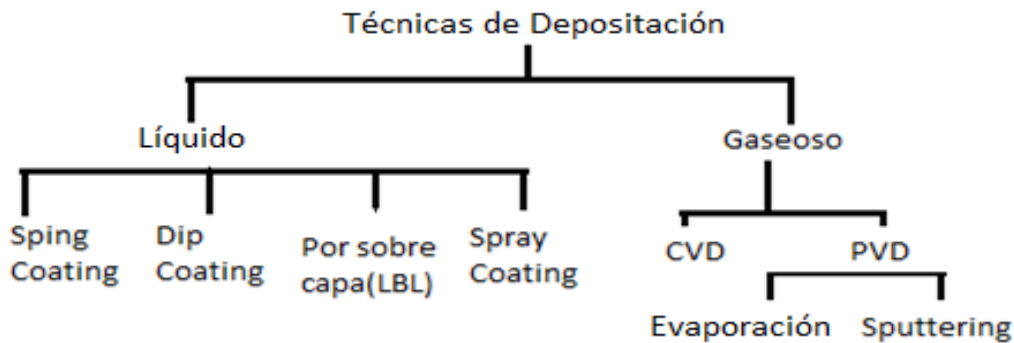 Técnicas de Depositación
Líquido
Gaseoso
Sping
Coating
Dip
Coating
Por sobre
capa(LBL)
Spray
Coating
CVD
PVD
Evaporación
Sputtering